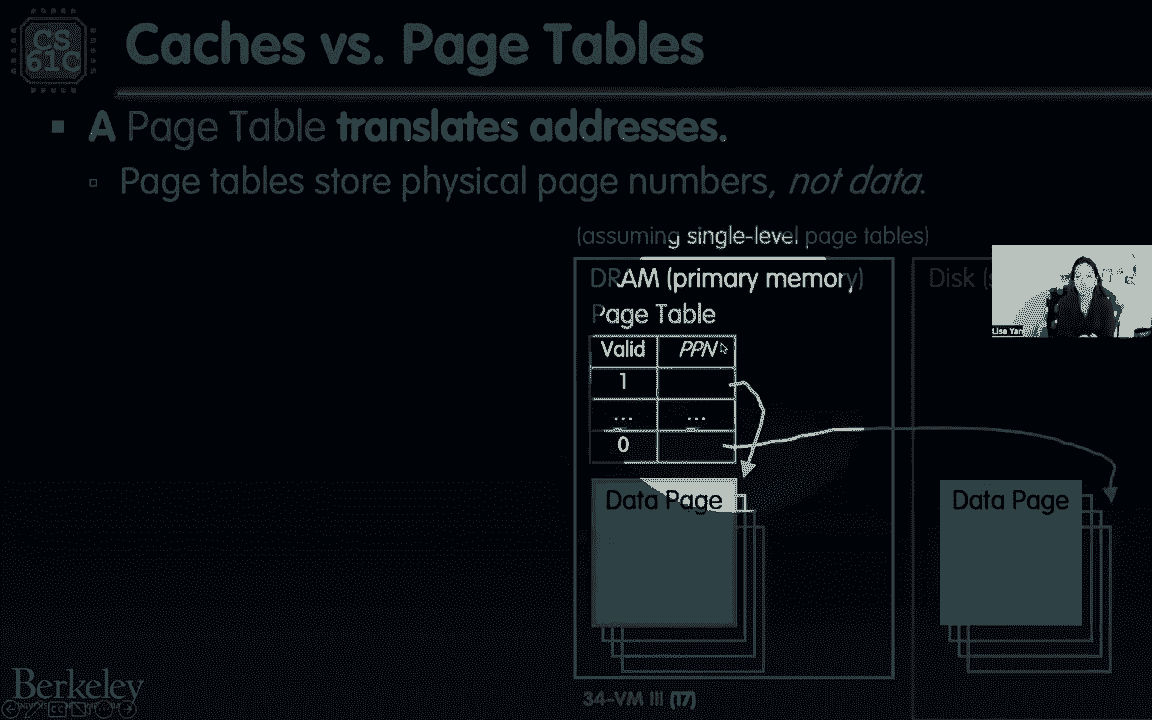 CS
61C
Caches vs. Page Tables
A Page Table translates addresses.
Page tables store physical page numbers, not data.
(assuming single-level page tables)
DRAM (primary memory)
Disk (s
Page Table
Valid PPN
1
... ...
0
Data Page
Data Page
Lisa Yan
Berkeley
34-VM III (17)